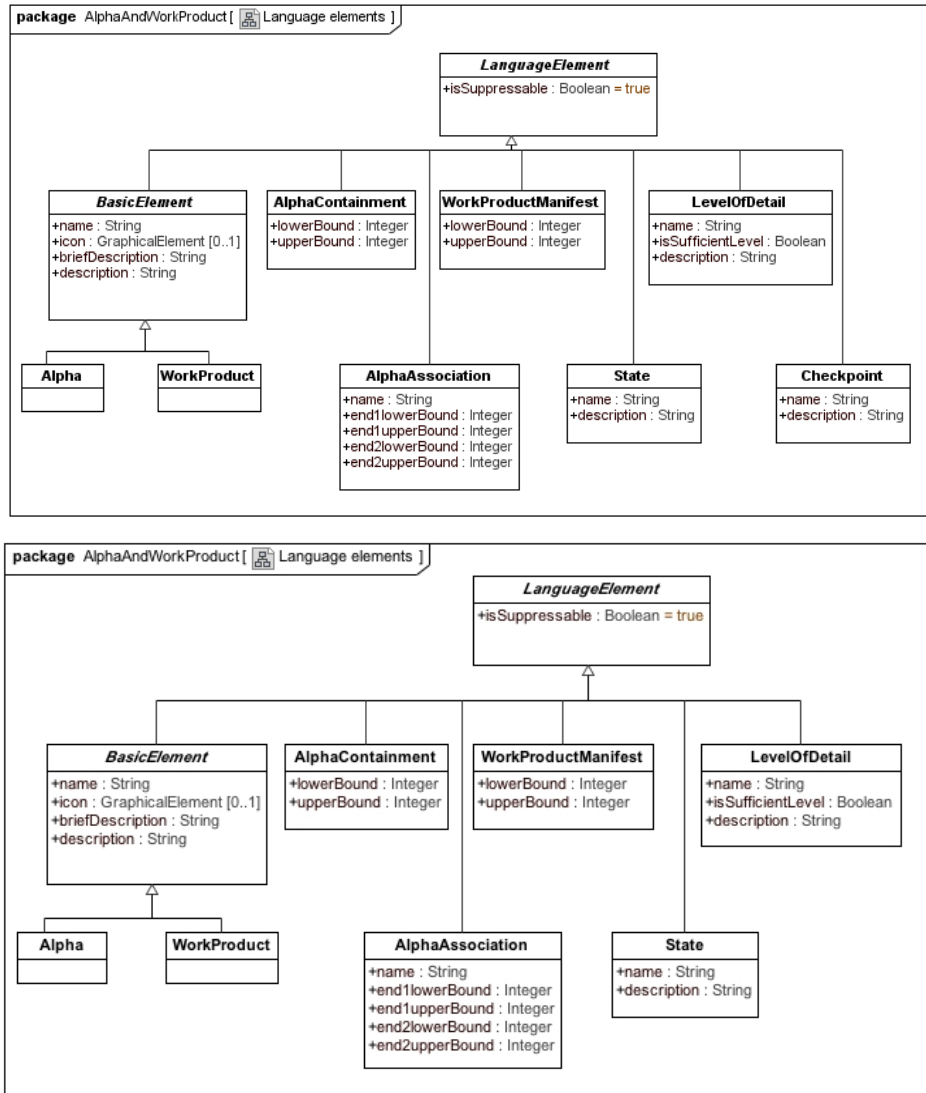 package AlphaAndWorkProduct [ Language elements ]
LanguageElement
+isSuppressable : Boolean = true
BasicElement
+name : String
+icon : GraphicalElement [0..1]
+briefDescription : String
+description : String
AlphaContainment
+lowerBound : Integer
+upperBound : Integer
WorkProductManifest
+lowerBound : Integer
+upperBound : Integer
LevelOfDetail
+name : String
+isSufficientLevel : Boolean
+description : String
Alpha
WorkProduct
AlphaAssociation
+name : String
+end1lowerBound : Integer
+end1upperBound : Integer
+end2lowerBound : Integer
+end2upperBound : Integer
State
+name : String
+description : String
Checkpoint
+name : String
+description : String
package AlphaAndWorkProduct [ Language elements ]
LanguageElement
+isSuppressable : Boolean = true
BasicElement
+name : String
+icon : GraphicalElement [0..1]
+briefDescription : String
+description : String
AlphaContainment
+lowerBound : Integer
+upperBound : Integer
WorkProductManifest
+lowerBound : Integer
+upperBound : Integer
LevelOfDetail
+name : String
+isSufficientLevel : Boolean
+description : String
Alpha
WorkProduct
AlphaAssociation
+name : String
+end1lowerBound : Integer
+end1upperBound : Integer
+end2lowerBound : Integer
+end2upperBound : Integer
State
+name : String
+description : String